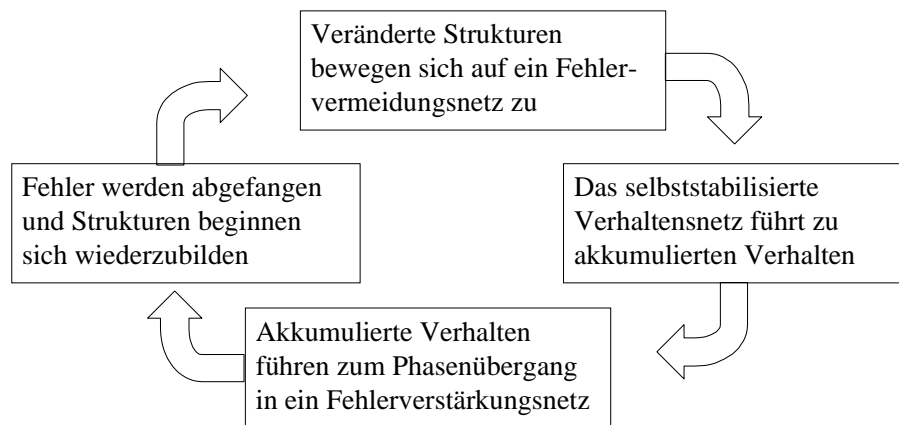 Veränderte Strukturen
bewegen sich auf ein Fehler-
vermeidungsnetz zu
Das selbststabilisierte
Verhaltensnetz führt zu
akkumulierten Verhalten
Akkumulierte Verhalten
führen zum Phasenübergang
in ein Fehlerverstärkungsnetz
Fehler werden abgefangen
und Strukturen beginnen
sich wiederzubilden